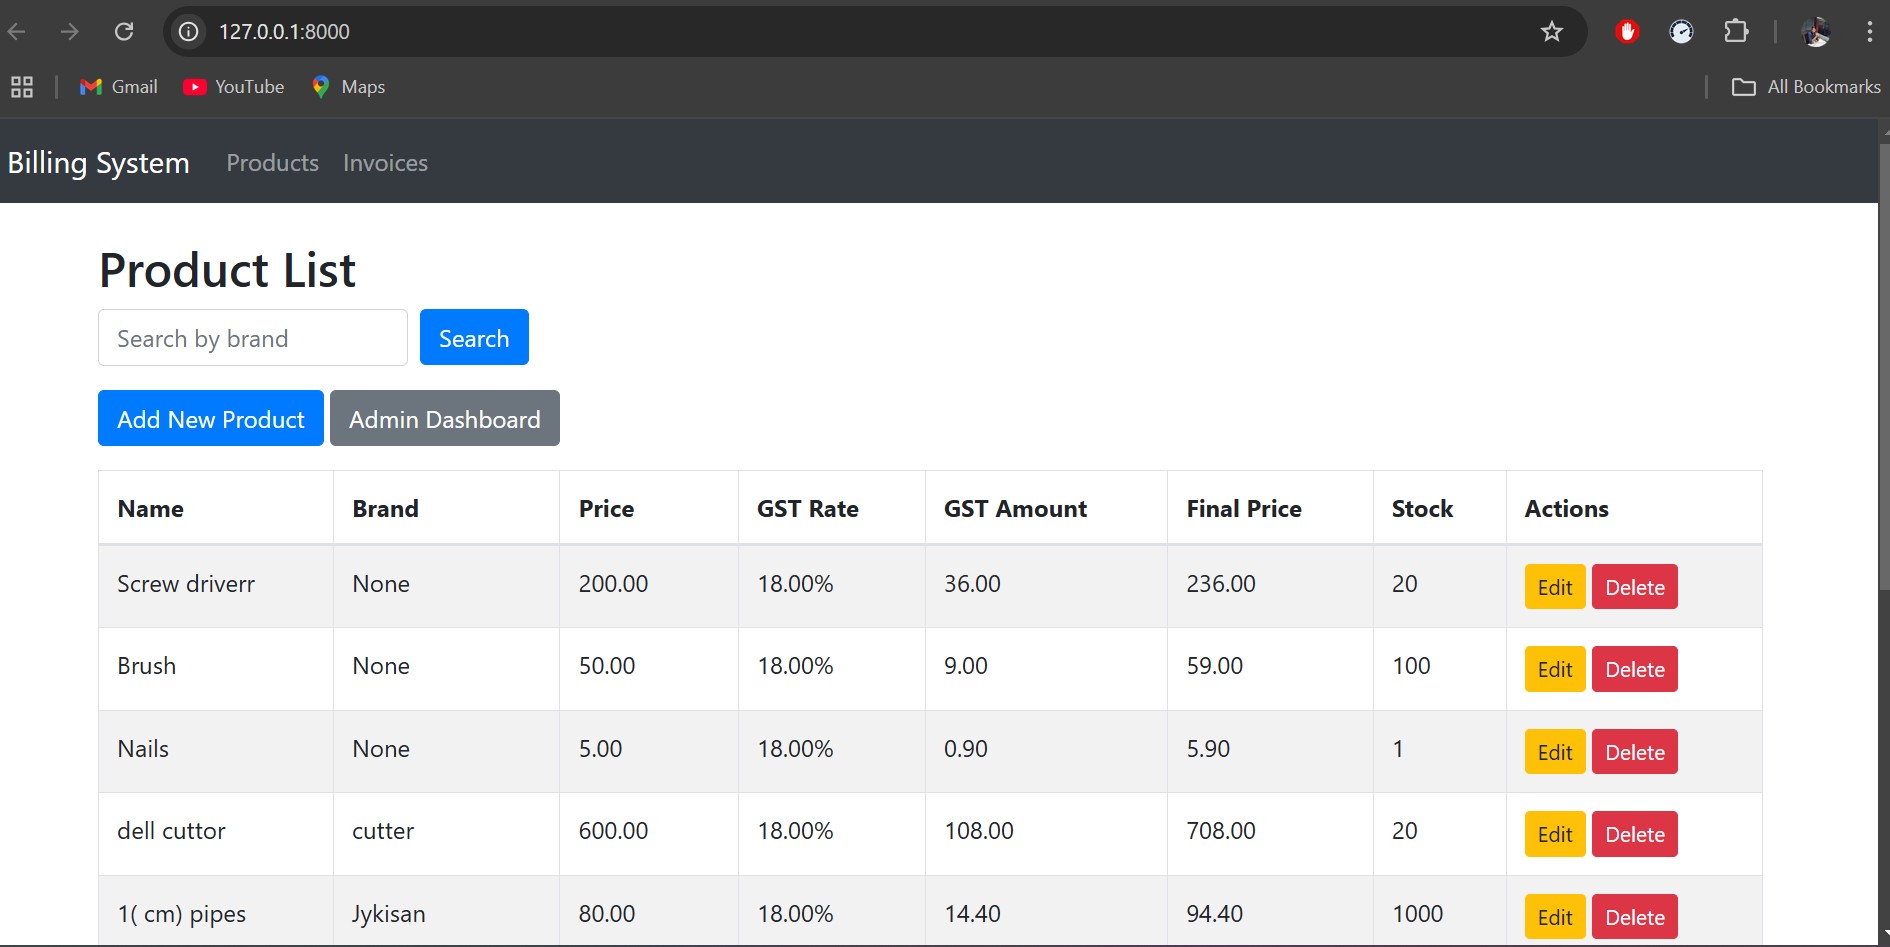 127.0.0.1:8000
Gmail YouTube Maps All Bookmarks
Billing System Products Invoices
Product List
Search by brand Search
Add New Product Admin Dashboard
Name Brand Price GST Rate GST Amount Final Price Stock Actions
Screw driverr None 200.00 18.00% 36.00 236.00 20 Edit Delete
Brush None 50.00 18.00% 9.00 59.00 100 Edit Delete
Nails None 5.00 18.00% 0.90 5.90 1 Edit Delete
dell cuttor cutter 600.00 18.00% 108.00 708.00 20 Edit Delete
1( cm) pipes Jykisan 80.00 18.00% 14.40 94.40 1000 Edit Delete